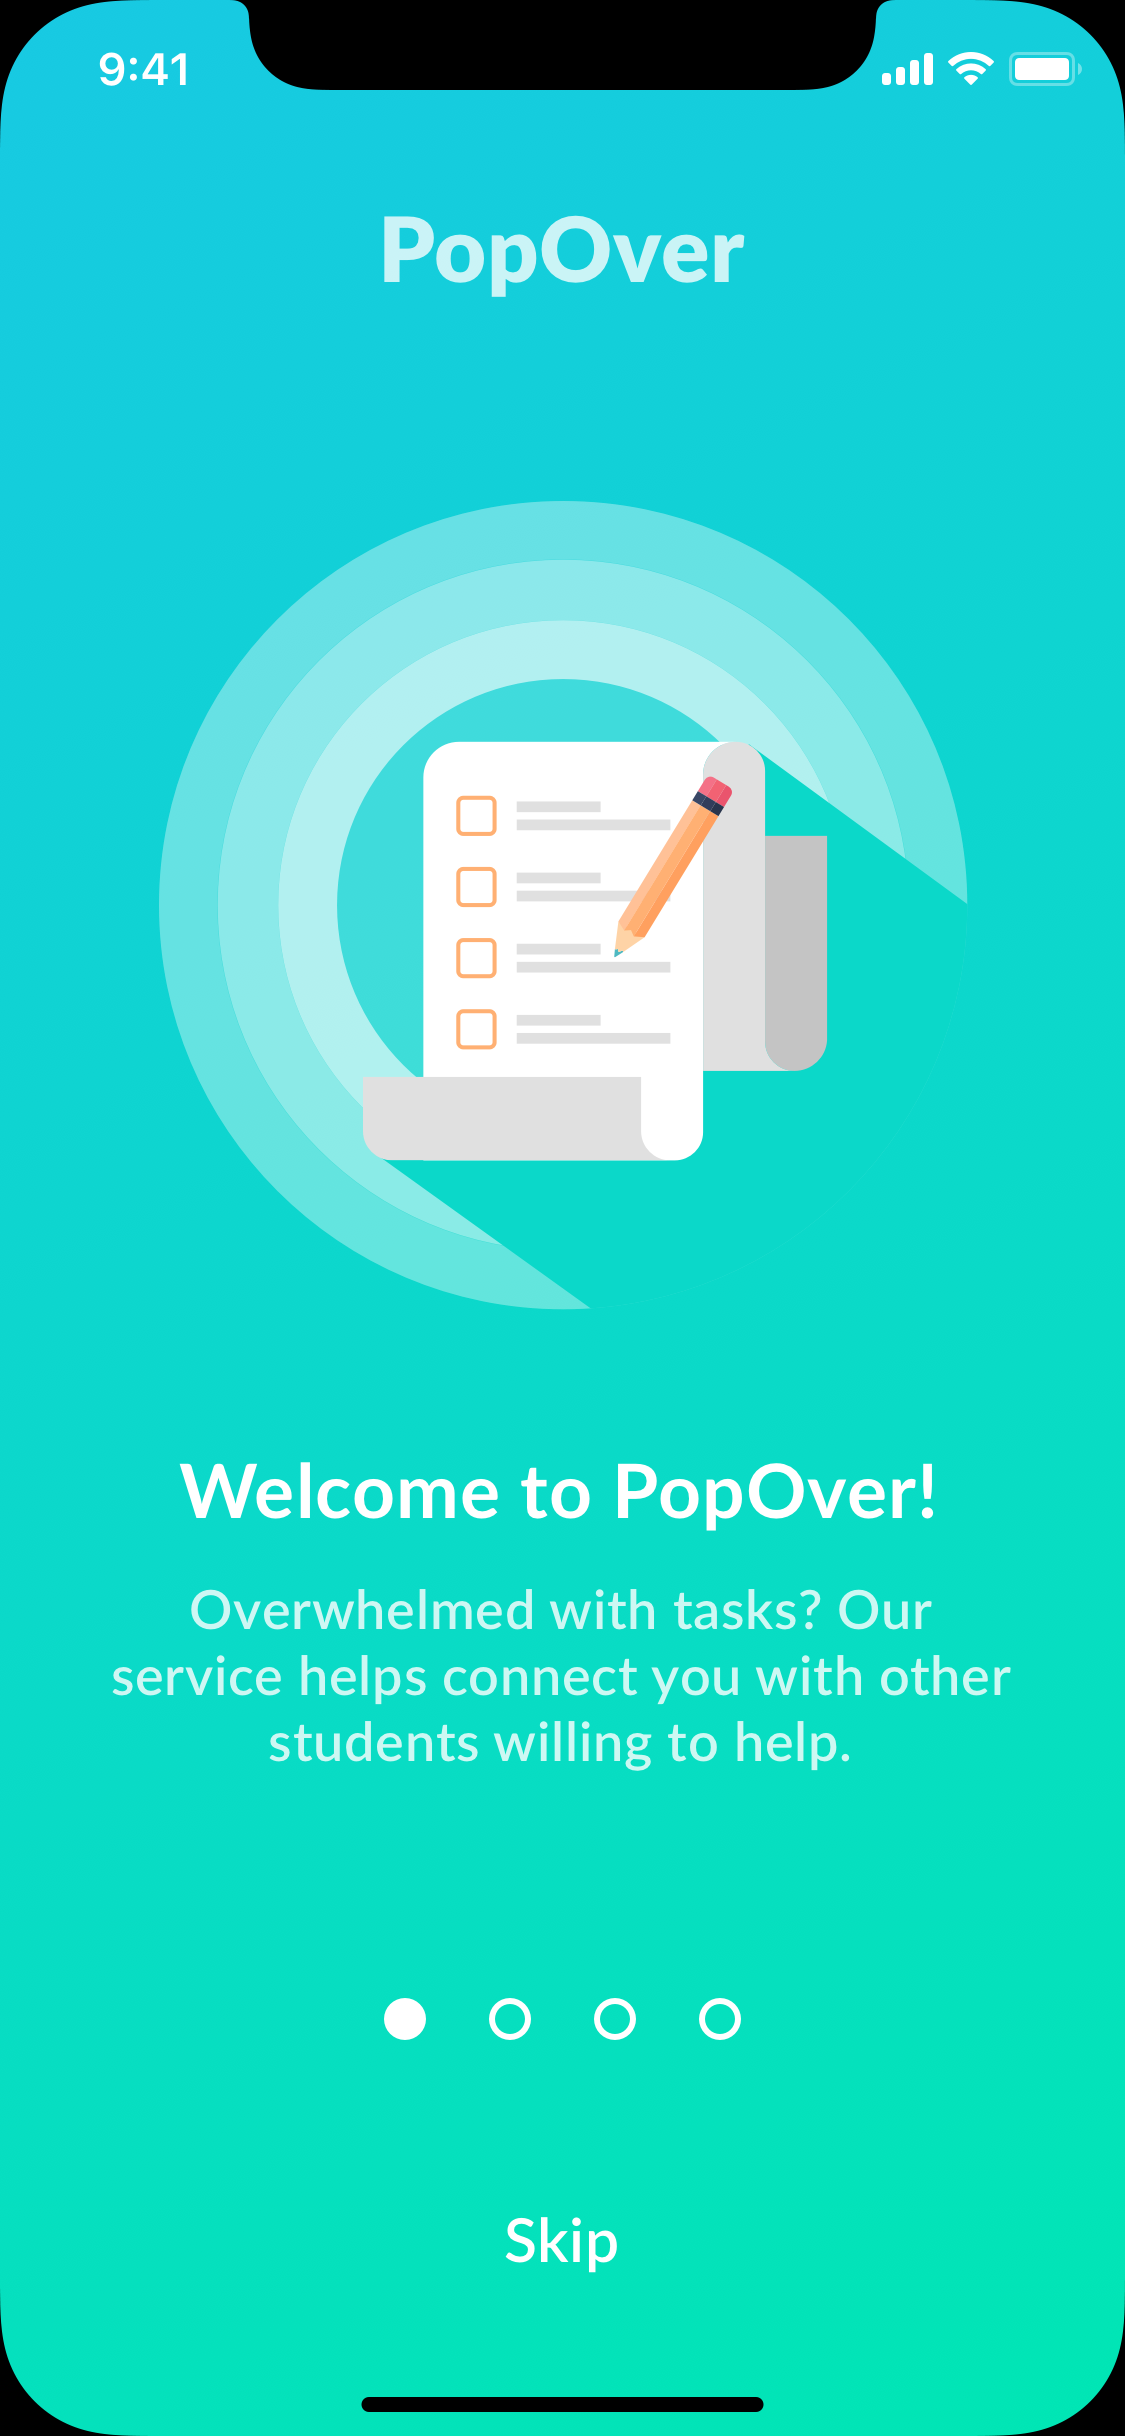 9:41
PopOver
Welcome to PopOver!
Overwhelmed with tasks? Our
service helps connect you with other
students willing to help.
Skip